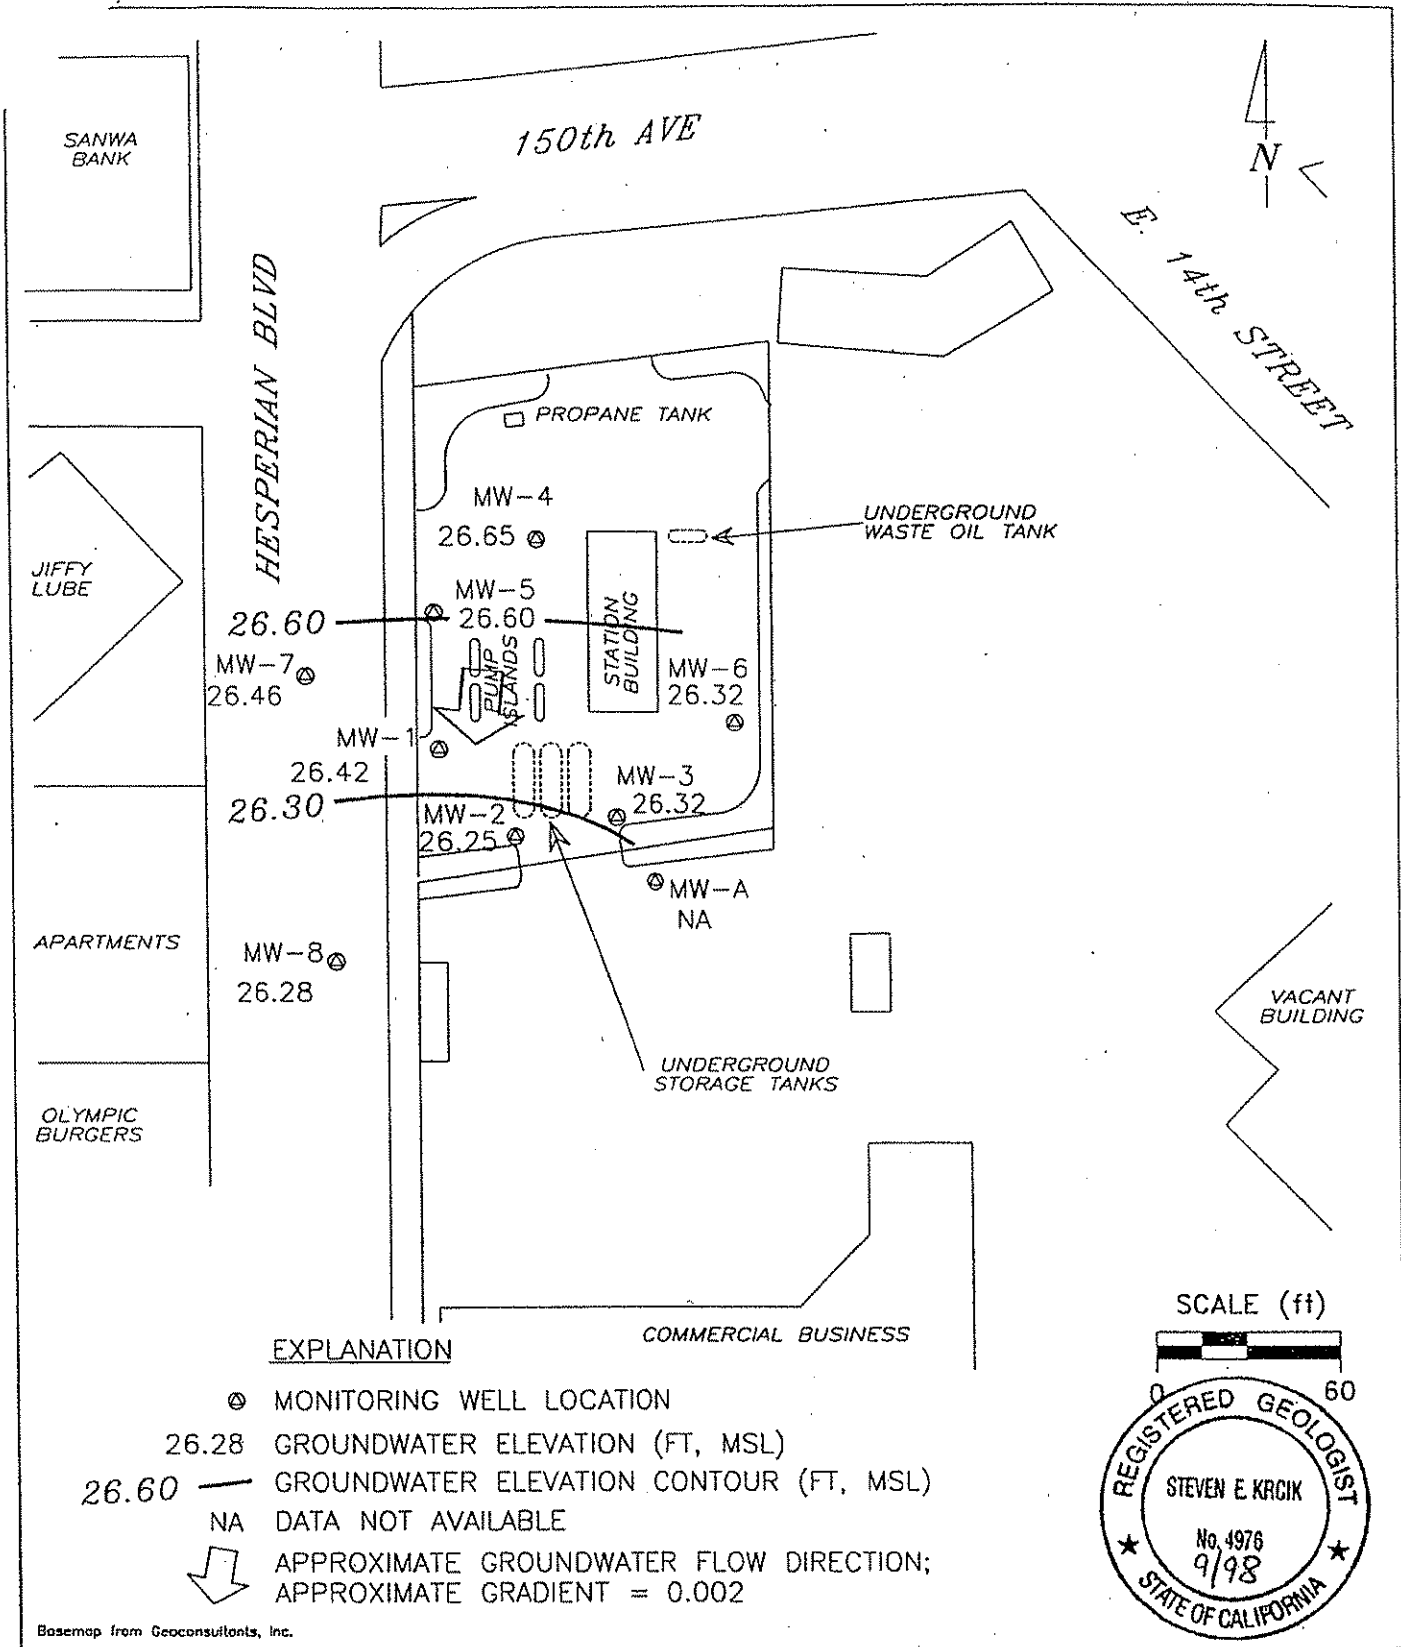 SANWA
BANK
150th AVE
N
E. 14th STREET
HESPERIAN BLVD
PROPANE TANK
MW-4
26.65
UNDERGROUND
WASTE OIL TANK
JIFFY
LUBE
MW-5
26.60
26.60
STATION
BUILDING
PUMP
ISLANDS
MW-7
26.46
MW-6
26.32
MW-1
26.42
26.30
MW-3
26.32
MW-2
26.25
MW-A
NA
APARTMENTS
MW-8
26.28
VACANT
BUILDING
UNDERGROUND
STORAGE TANKS
OLYMPIC
BURGERS
COMMERCIAL BUSINESS
SCALE (ft)
0 60
EXPLANATION
MONITORING WELL LOCATION
26.28 GROUNDWATER ELEVATION (FT, MSL)
26.60 GROUNDWATER ELEVATION CONTOUR (FT, MSL)
NA DATA NOT AVAILABLE
APPROXIMATE GROUNDWATER FLOW DIRECTION;
APPROXIMATE GRADIENT = 0.002
REGISTERED GEOLOGIST
STEVEN E. KRCIK
No. 4976
9/98
STATE OF CALIFORNIA
Basemap from Geoconsultants, Inc.